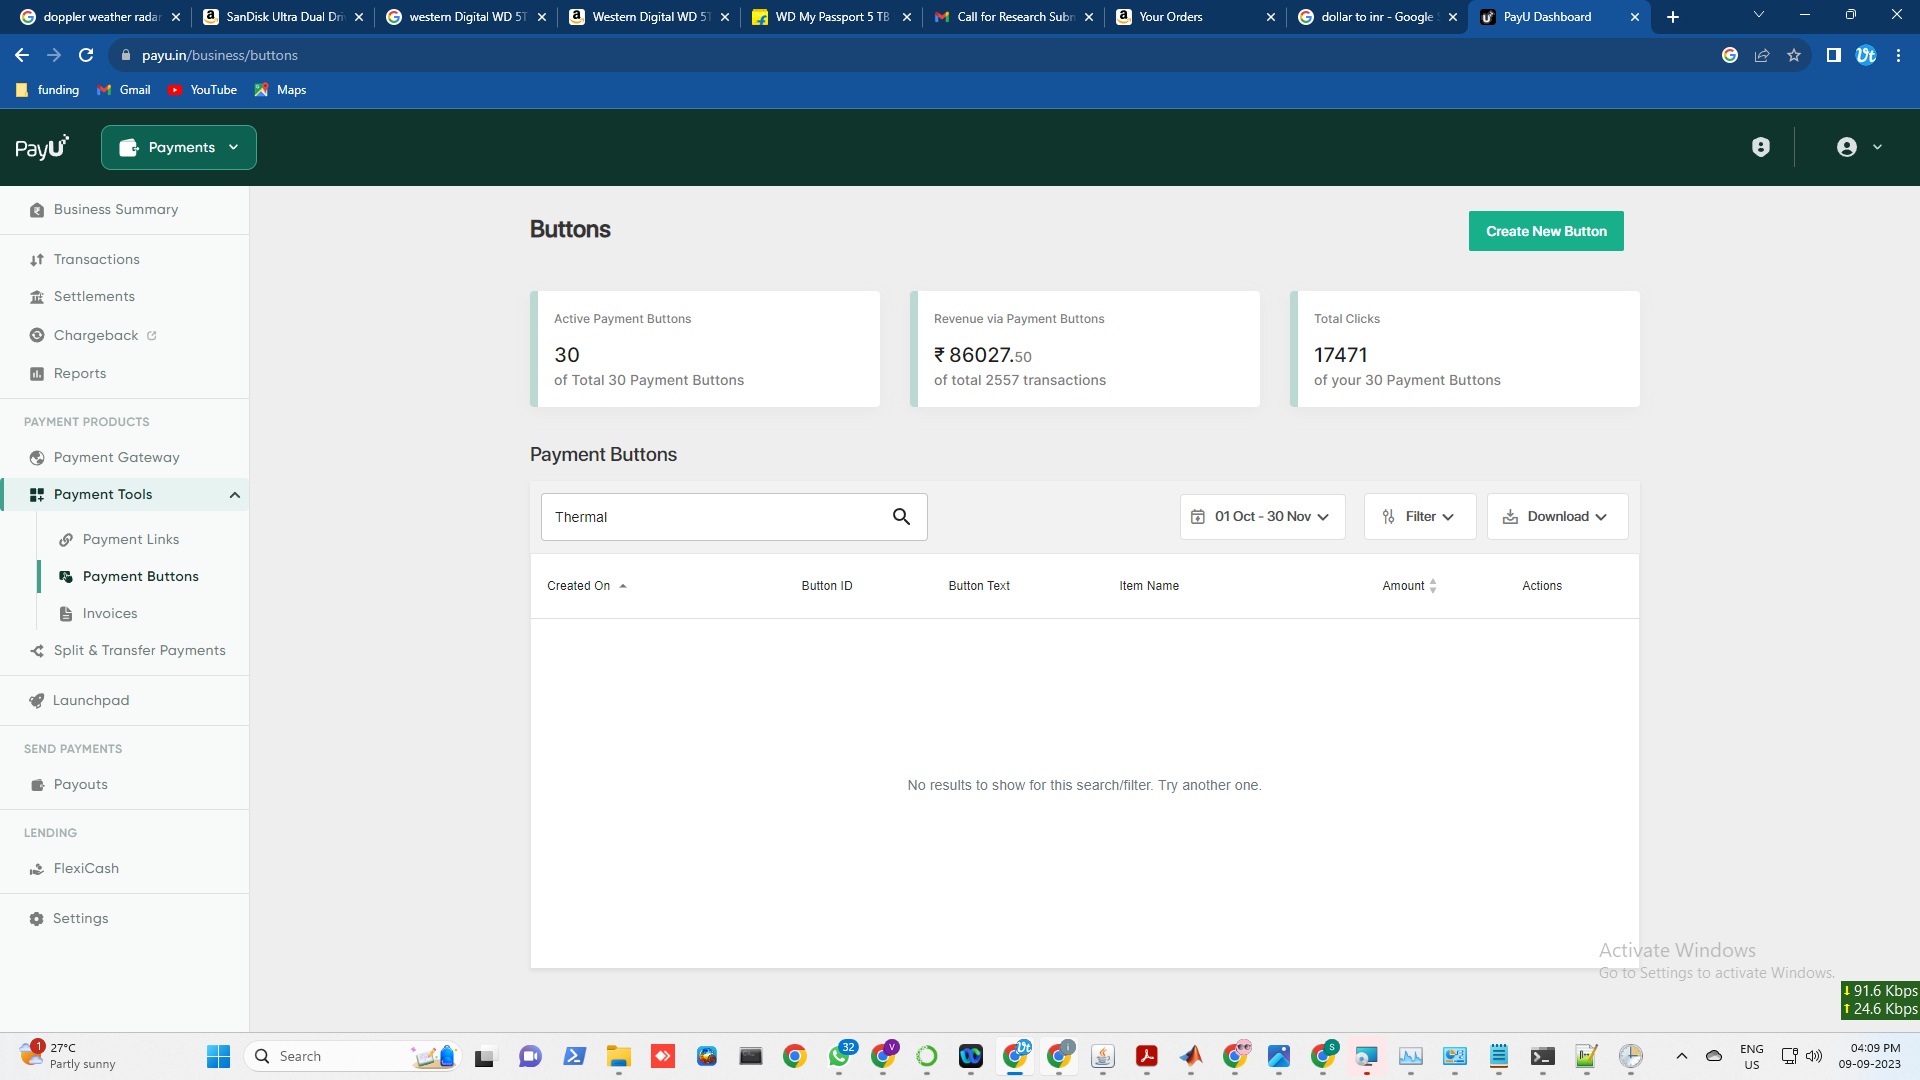 doppler weather radar
SanDisk Ultra Dual Dri
western Digital WD 5T
Western Digital WD 5T
WD My Passport 5 TB
Call for Research Subm
Your Orders
dollar to inr - Google S
PayU Dashboard
payu.in/business/buttons
funding
Gmail
YouTube
Maps
PayU
Payments
Business Summary
Transactions
Settlements
Chargeback
Reports
PAYMENT PRODUCTS
Payment Gateway
Payment Tools
Payment Links
Payment Buttons
Invoices
Split & Transfer Payments
Launchpad
SEND PAYMENTS
Payouts
LENDING
FlexiCash
Settings
Buttons
Create New Button
Active Payment Buttons
30
of Total 30 Payment Buttons
Revenue via Payment Buttons
₹ 86027.50
of total 2557 transactions
Total Clicks
17471
of your 30 Payment Buttons
Payment Buttons
Thermal
01 Oct - 30 Nov
Filter
Download
Created On
Button ID
Button Text
Item Name
Amount
Actions
No results to show for this search/filter. Try another one.
Activate Windows
Go to Settings to activate Windows.
91.6 Kbps
24.6 Kbps
1
27°C
Partly sunny
Search
32
V
S
ENG
US
04:09 PM
09-09-2023